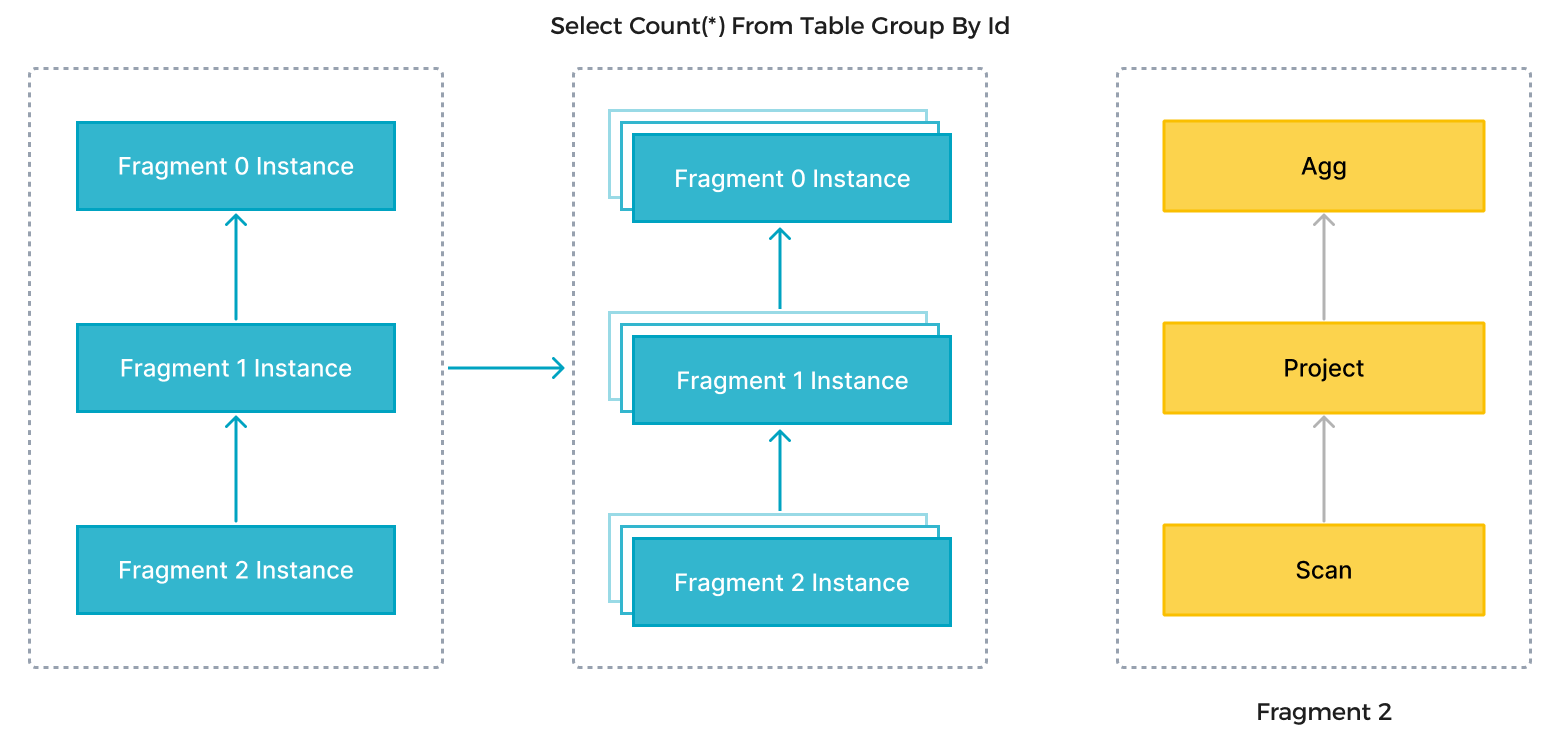 Select Count(*) From Table Group By Id
Fragment 0 Instance
Fragment 1 Instance
Fragment 2 Instance
Fragment 0 Instance
Fragment 1 Instance
Fragment 2 Instance
Agg
Project
Scan
Fragment 2